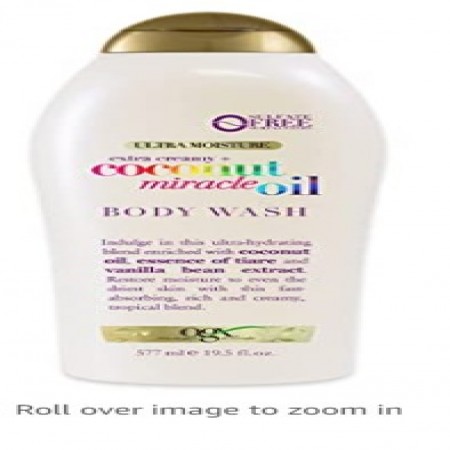 SULFATE
FREE
ULTRA MOISTURE
extra creamy +
coconut
miracle oil
BODY WASH
Indulge in this ultra-hydrating
blend enriched with coconut
oil, essence of tiare and
vanilla bean extract.
Restore moisture to even the
driest skin with this fast-
absorbing, rich and creamy,
tropical blend.
ogx
577 ml e 19.5 fl.oz.
Roll over image to zoom in